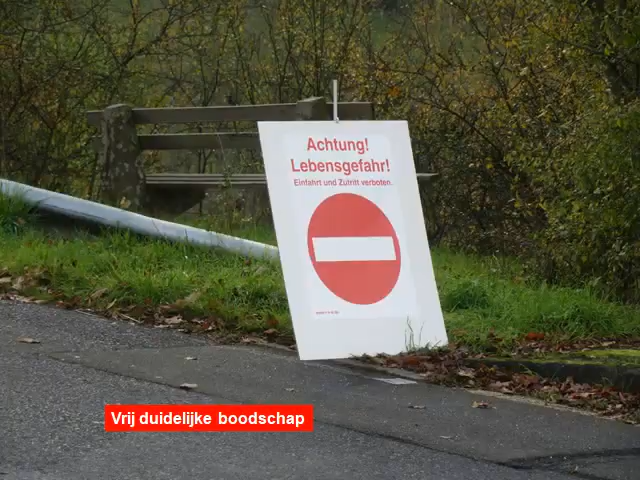 Achtung!
Lebensgefahr!
Einfahrt und Zutritt verboten.
Vrij duidelijke boodschap